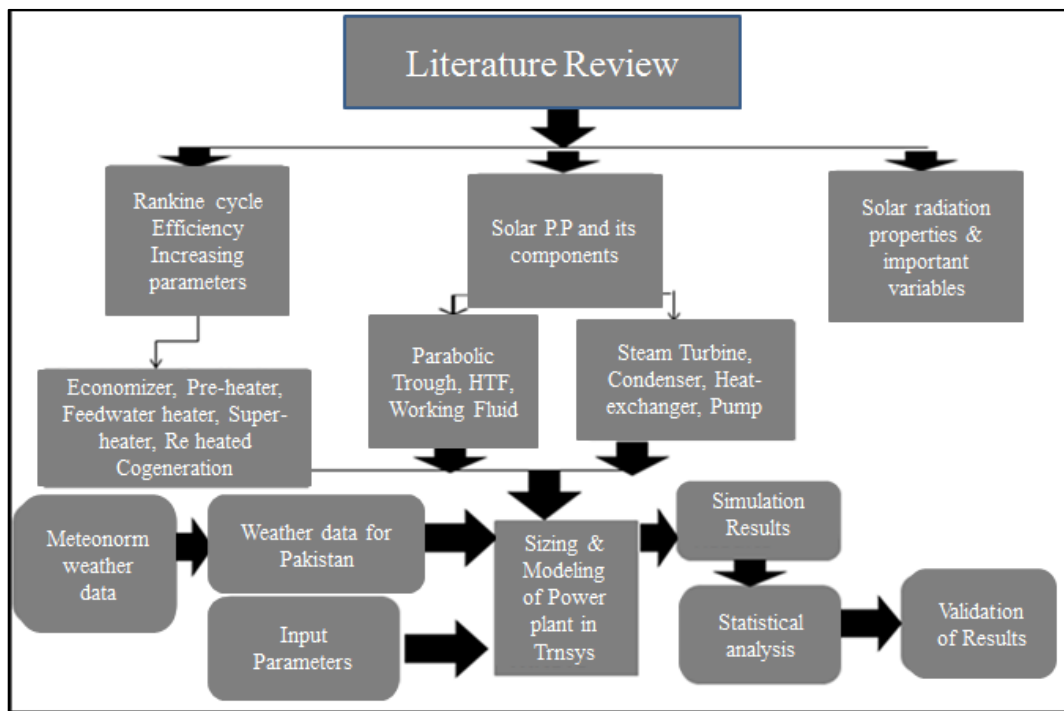 Literature Review
Rankine cycle
Efficiency
Increasing
parameters
Solar P.P and its
components
Solar radiation
properties &
important
variables
Economizer, Pre-heater,
Feedwater heater, Super-
heater, Re heated
Cogeneration
Parabolic
Trough, HTF,
Working Fluid
Steam Turbine,
Condenser, Heat-
exchanger, Pump
Meteonorm
weather
data
Weather data for
Pakistan
Input
Parameters
Sizing &
Modeling
of Power
plant in
Trnsys
Simulation
Results
Statistical
analysis
Validation
of Results